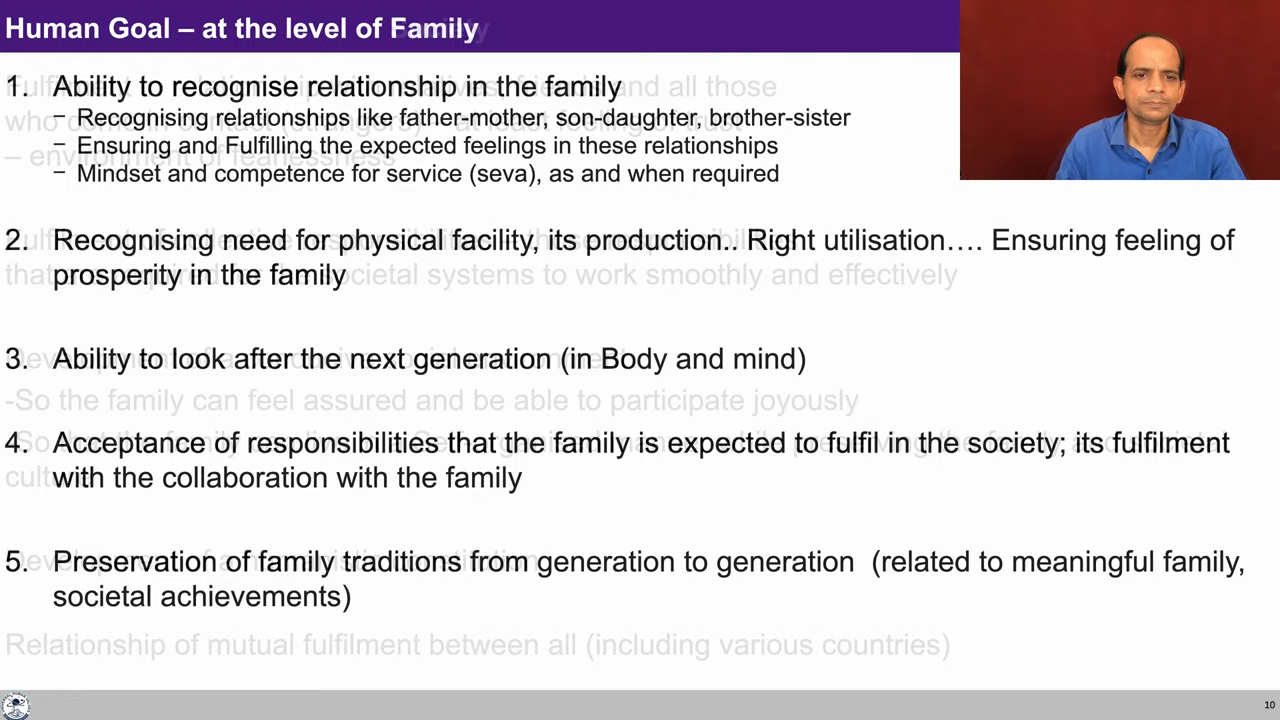 Human Goal – at the level of Family
1. Ability to recognise relationship in the family
– Recognising relationships like father-mother, son-daughter, brother-sister
– Ensuring and Fulfilling the expected feelings in these relationships
– Mindset and competence for service (seva), as and when required
2. Recognising need for physical facility, its production.. Right utilisation…. Ensuring feeling of
prosperity in the family
3. Ability to look after the next generation (in Body and mind)
-So the family can feel assured and be able to participate joyously
4. Acceptance of responsibilities that the family is expected to fulfil in the society; its fulfilment
with the collaboration with the family
5. Preservation of family traditions from generation to generation (related to meaningful family,
societal achievements)
Relationship of mutual fulfilment between all (including various countries)
10